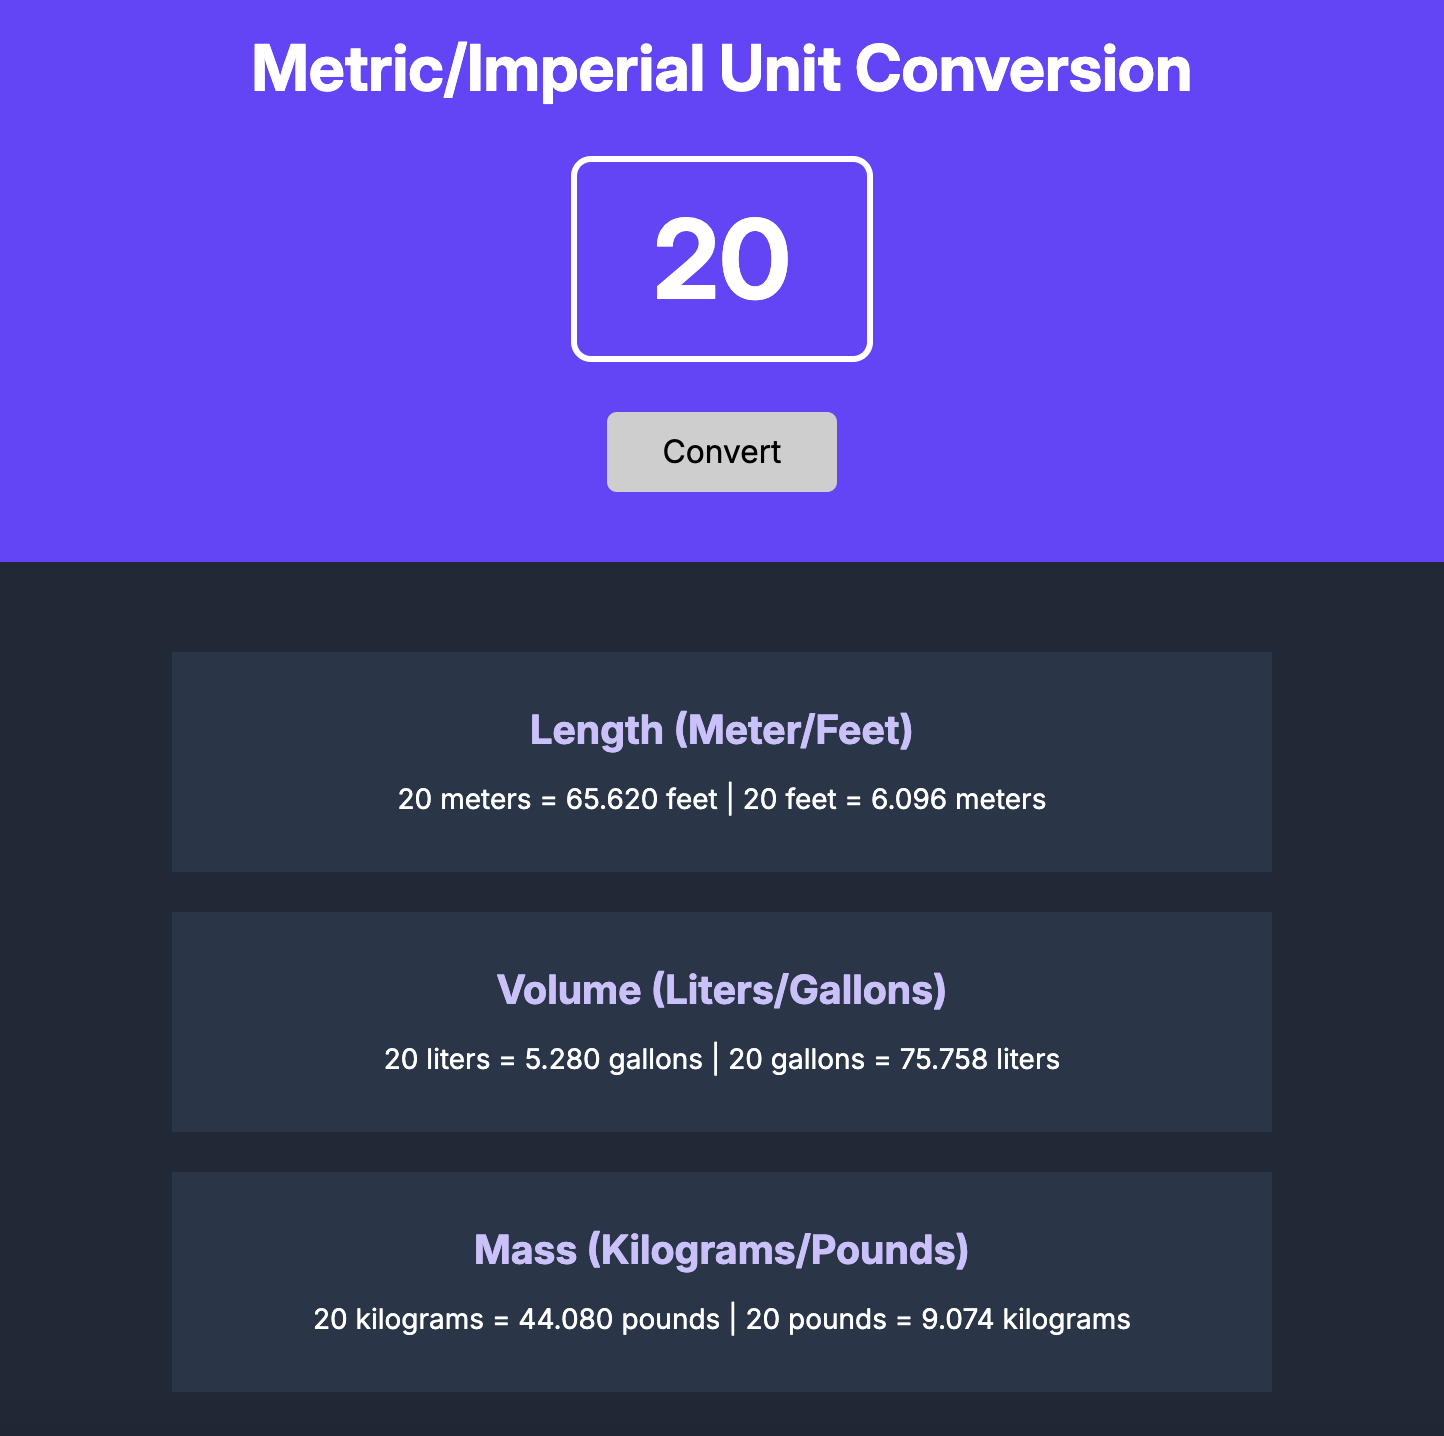 Metric/Imperial Unit Conversion
20
Convert
Length (Meter/Feet)
20 meters = 65.620 feet | 20 feet = 6.096 meters
Volume (Liters/Gallons)
20 liters = 5.280 gallons | 20 gallons = 75.758 liters
Mass (Kilograms/Pounds)
20 kilograms = 44.080 pounds | 20 pounds = 9.074 kilograms